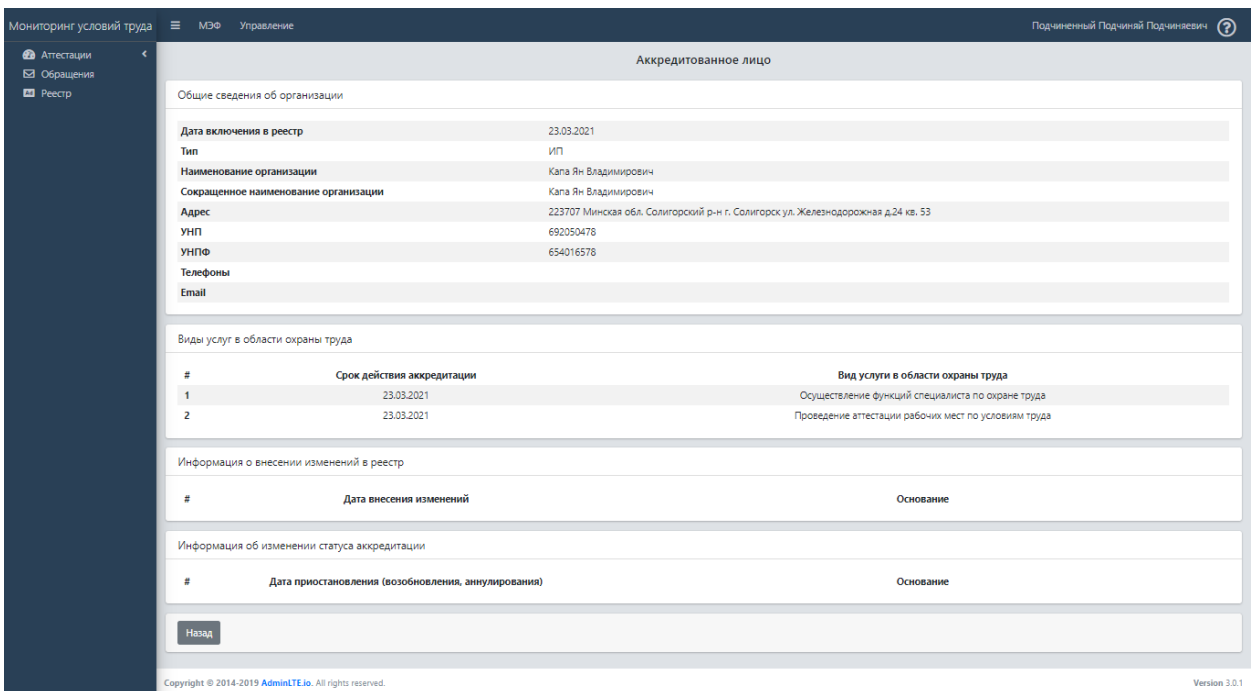 Мониторинг условий труда МЭФ Управление Подчиненный Подчиняй Подчиняевич
Аттестации
Обращения
Ad Реестр
Аккредитованное лицо
Общие сведения об организации
Дата включения в реестр 23.03.2021
Тип ИП
Наименование организации Капа Ян Владимирович
Сокращенное наименование организации Капа Ян Владимирович
Адрес 223707 Минская обл. Солигорский р-н г. Солигорск ул. Железнодорожная д.24 кв. 53
УНП 692050478
УНПФ 654016578
Телефоны
Email
Виды услуг в области охраны труда
# Срок действия аккредитации Вид услуги в области охраны труда
1 23.03.2021 Осуществление функций специалиста по охране труда
2 23.03.2021 Проведение аттестации рабочих мест по условиям труда
Информация о внесении изменений в реестр
# Дата внесения изменений Основание
Информация об изменении статуса аккредитации
# Дата приостановления (возобновления, аннулирования) Основание
Назад
Copyright © 2014-2019 AdminLTE.io. All rights reserved. Version 3.0.1